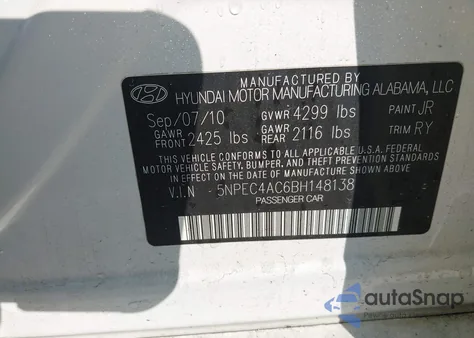 MANUFACTURED BY
HYUNDAI MOTOR MANUFACTURING ALABAMA, LLC
Sep/07/10 GVWR 4299 lbs PAINT JR
GAWR FRONT 2425 lbs GAWR REAR 2116 lbs TRIM RY
THIS VEHICLE CONFORMS TO ALL APPLICABLE U.S.A. FEDERAL
MOTOR VEHICLE SAFETY, BUMPER, AND THEFT PREVENTION
STANDARDS IN EFFECT ON THE DATE OF MANUFACTURE SHOWN ABOVE.
V.I.N 5NPEC4AC6BH148138
PASSENGER CAR
autoSnap